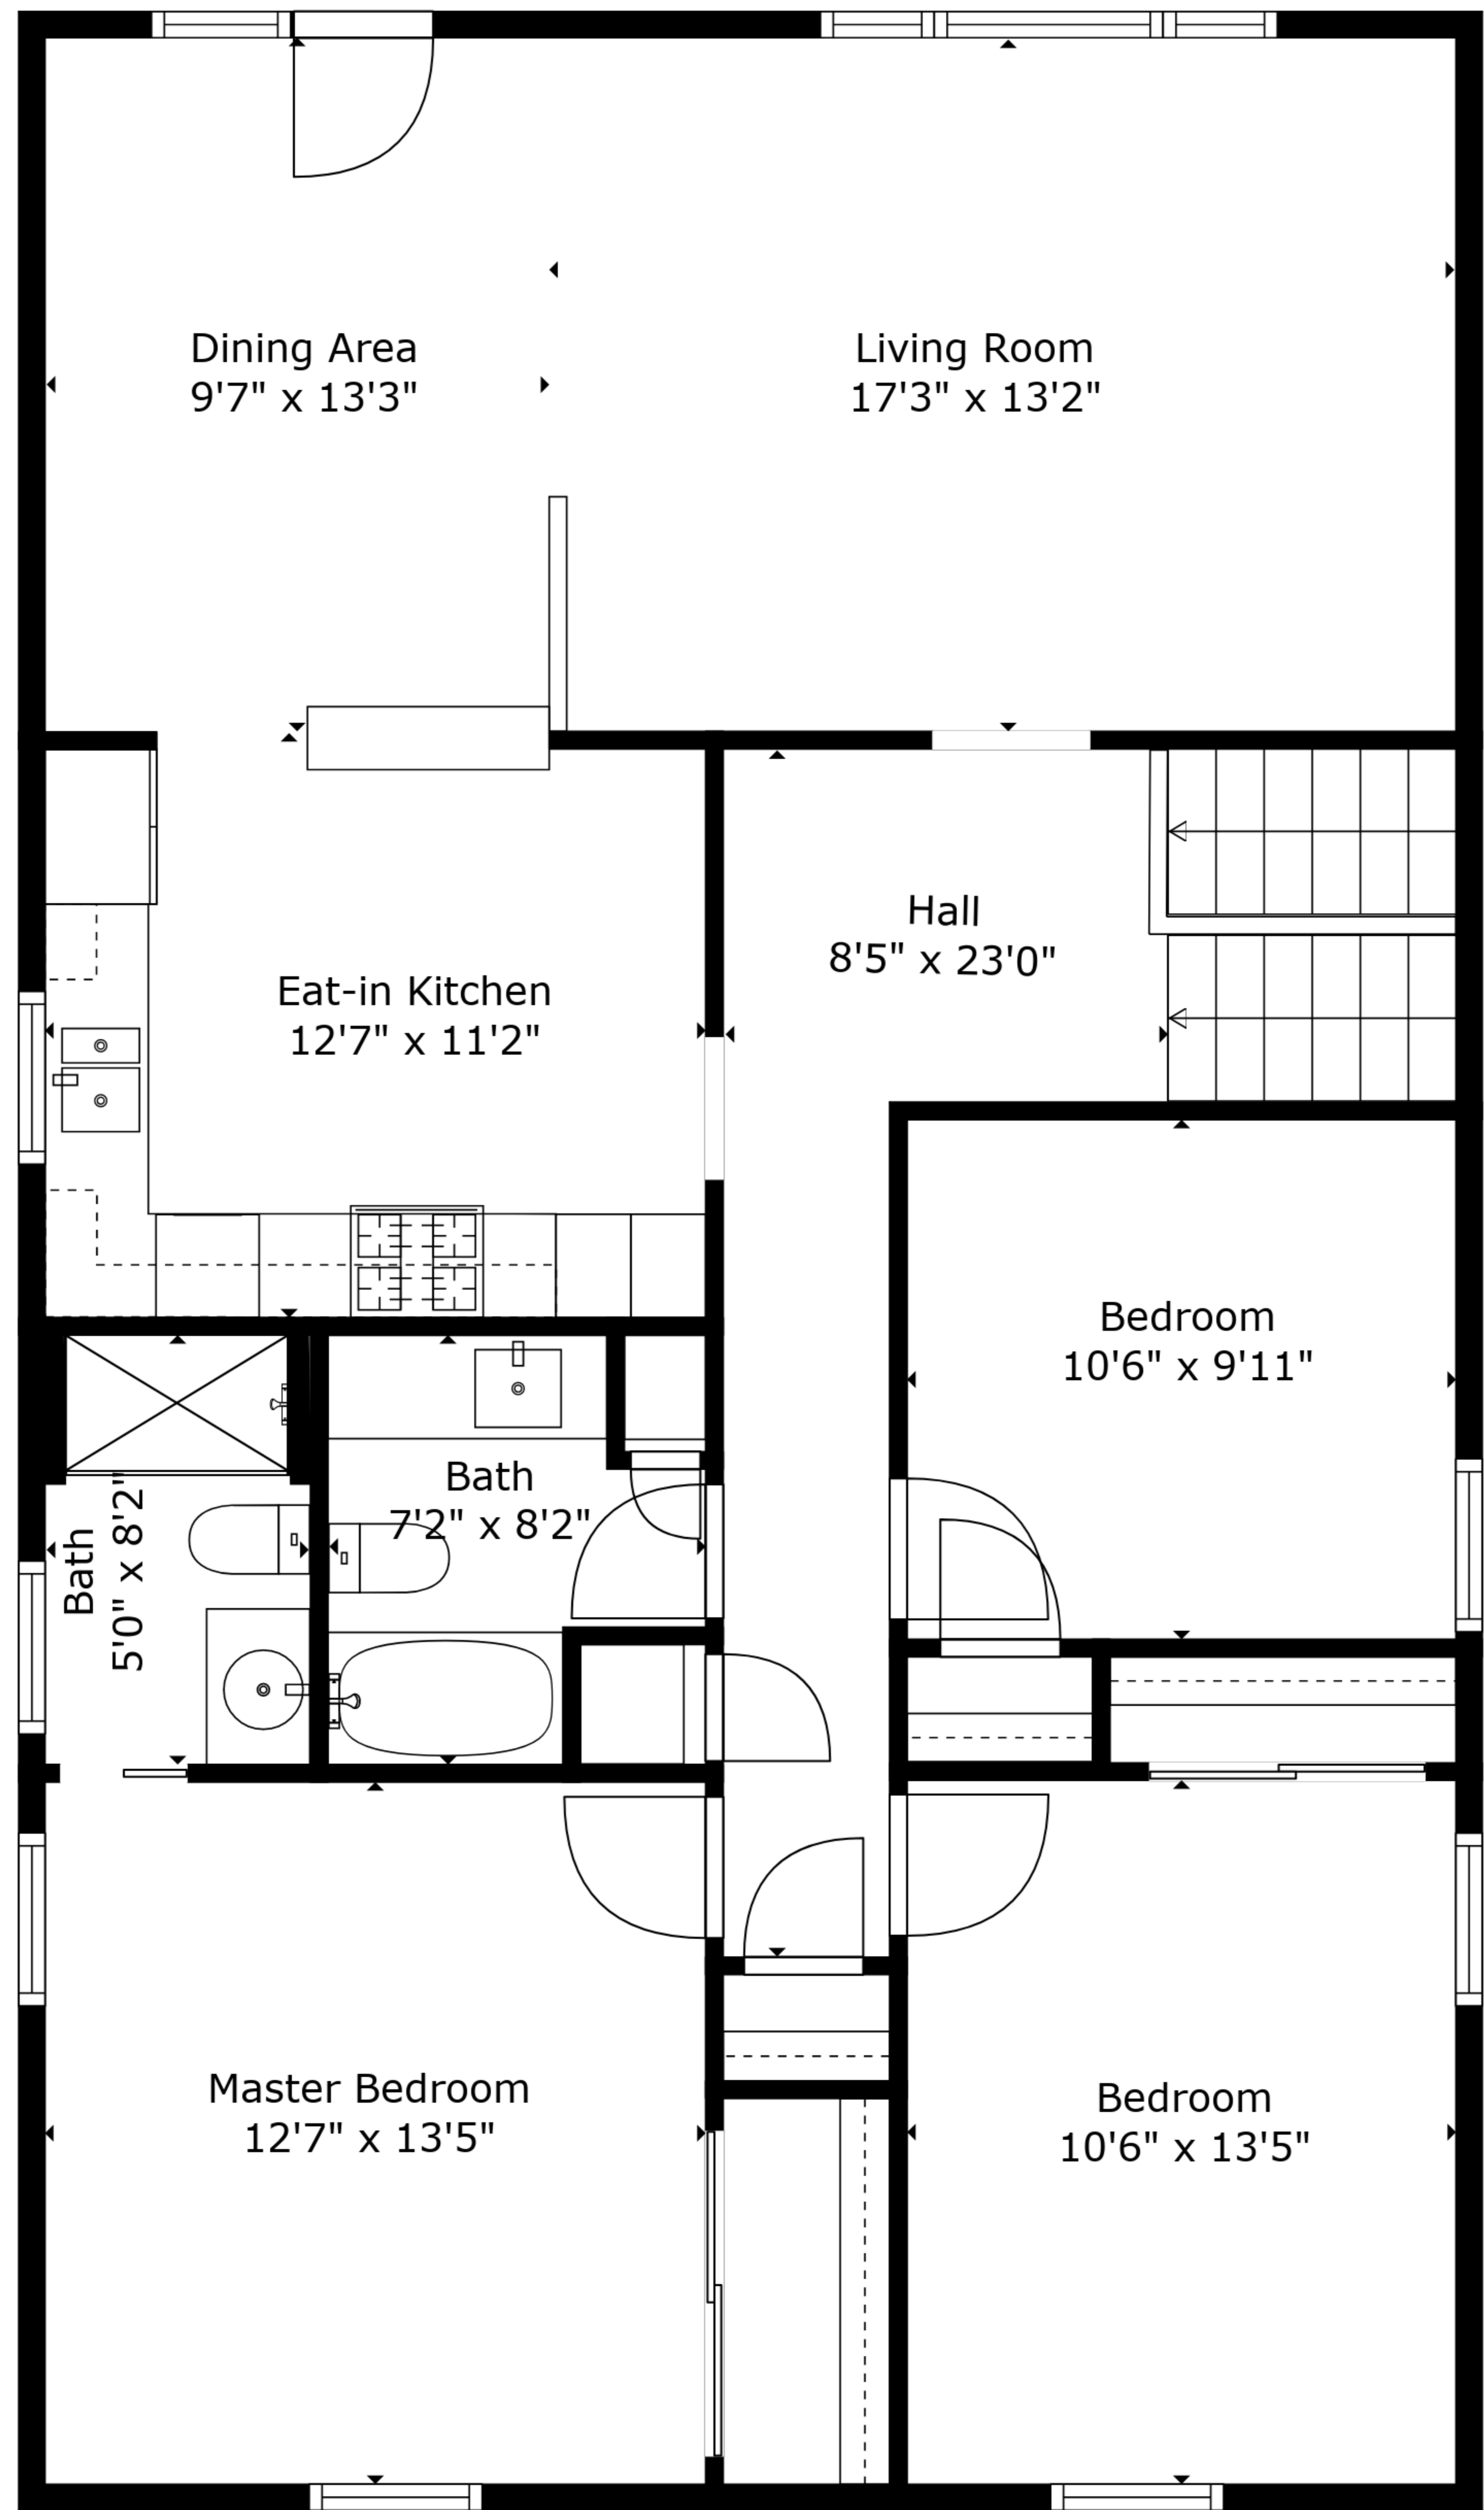 Dining Area
9'7" x 13'3"
Living Room
17'3" x 13'2"
Hall
8'5" x 23'0"
Eat-in Kitchen
12'7" x 11'2"
Bedroom
10'6" x 9'11"
Bath
7'2" x 8'2"
Bath
5'0" x 8'2"
Master Bedroom
12'7" x 13'5"
Bedroom
10'6" x 13'5"